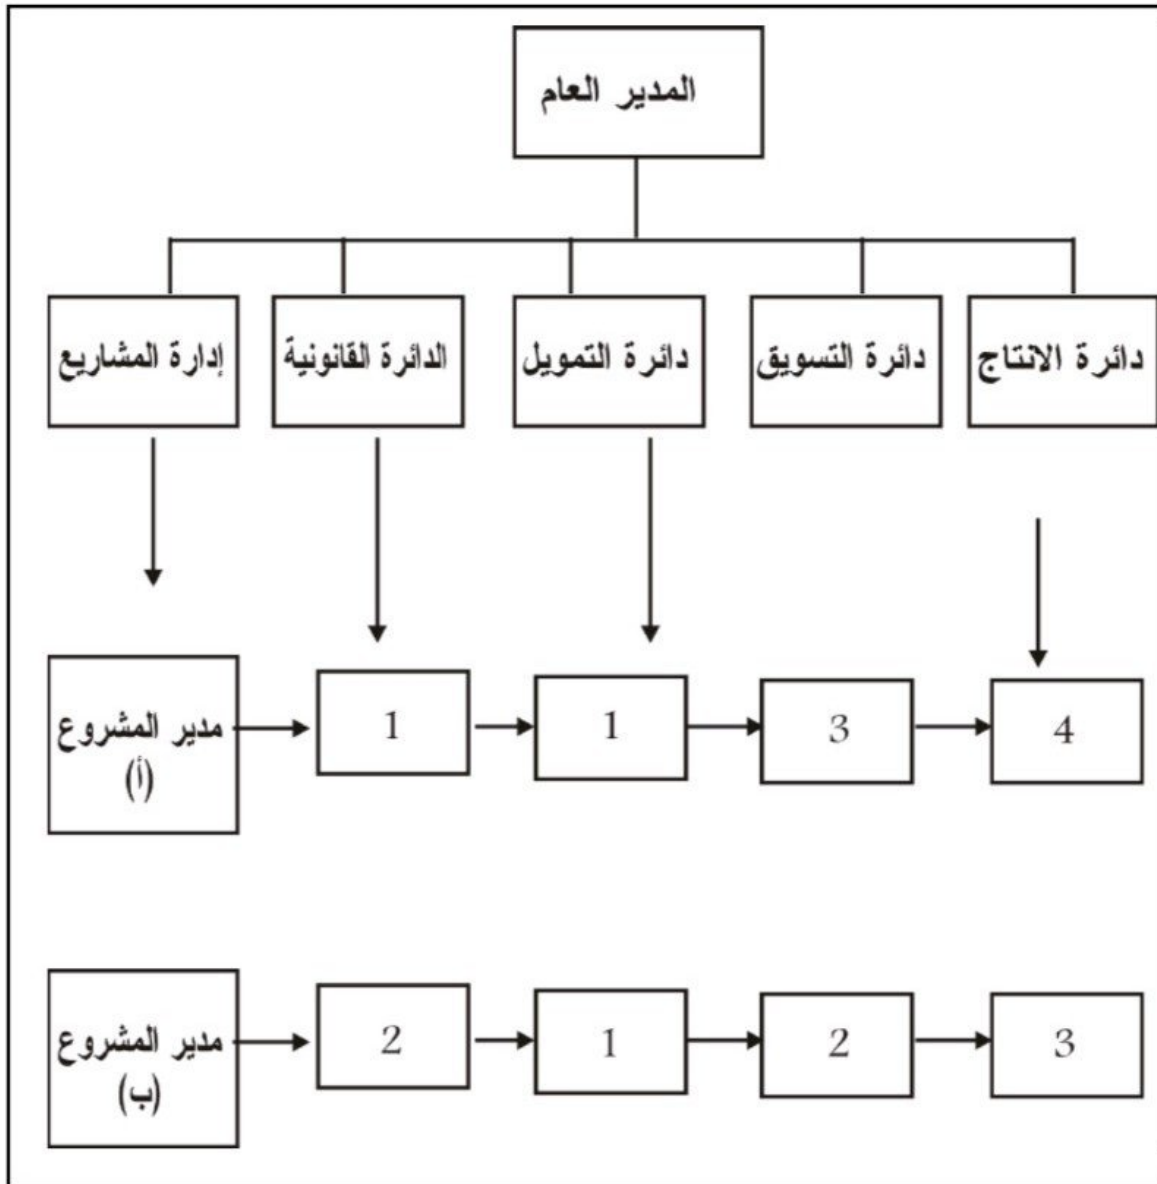 المدير العام
دائرة الانتاج
دائرة التسويق
دائرة التمويل
الدائرة القانونية
إدارة المشاريع
مدير المشروع
(أ)
1
1
3
4
مدير المشروع
(ب)
2
1
2
3